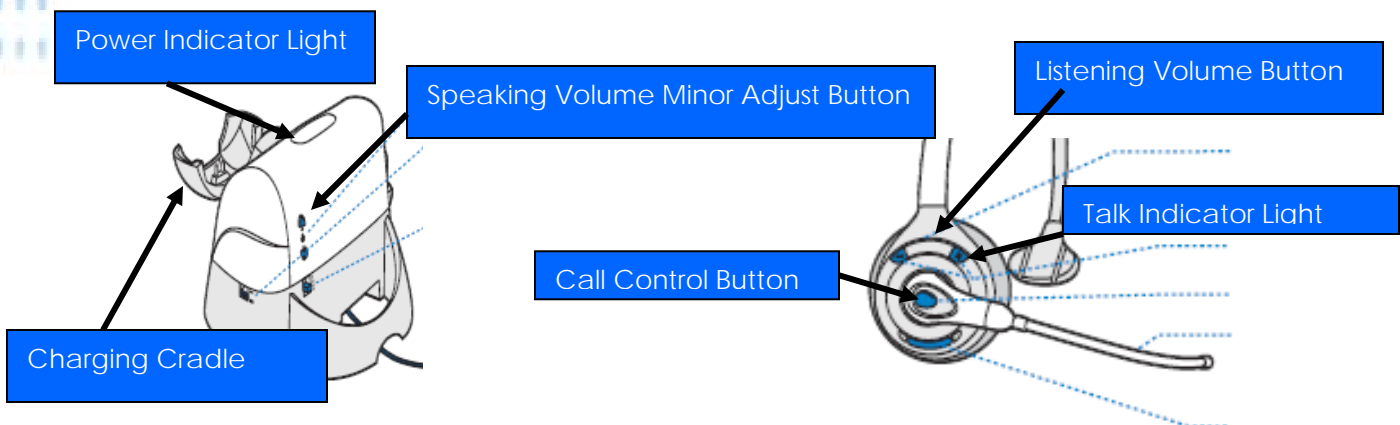 Power Indicator Light
Speaking Volume Minor Adjust Button
Listening Volume Button
Talk Indicator Light
Call Control Button
Charging Cradle